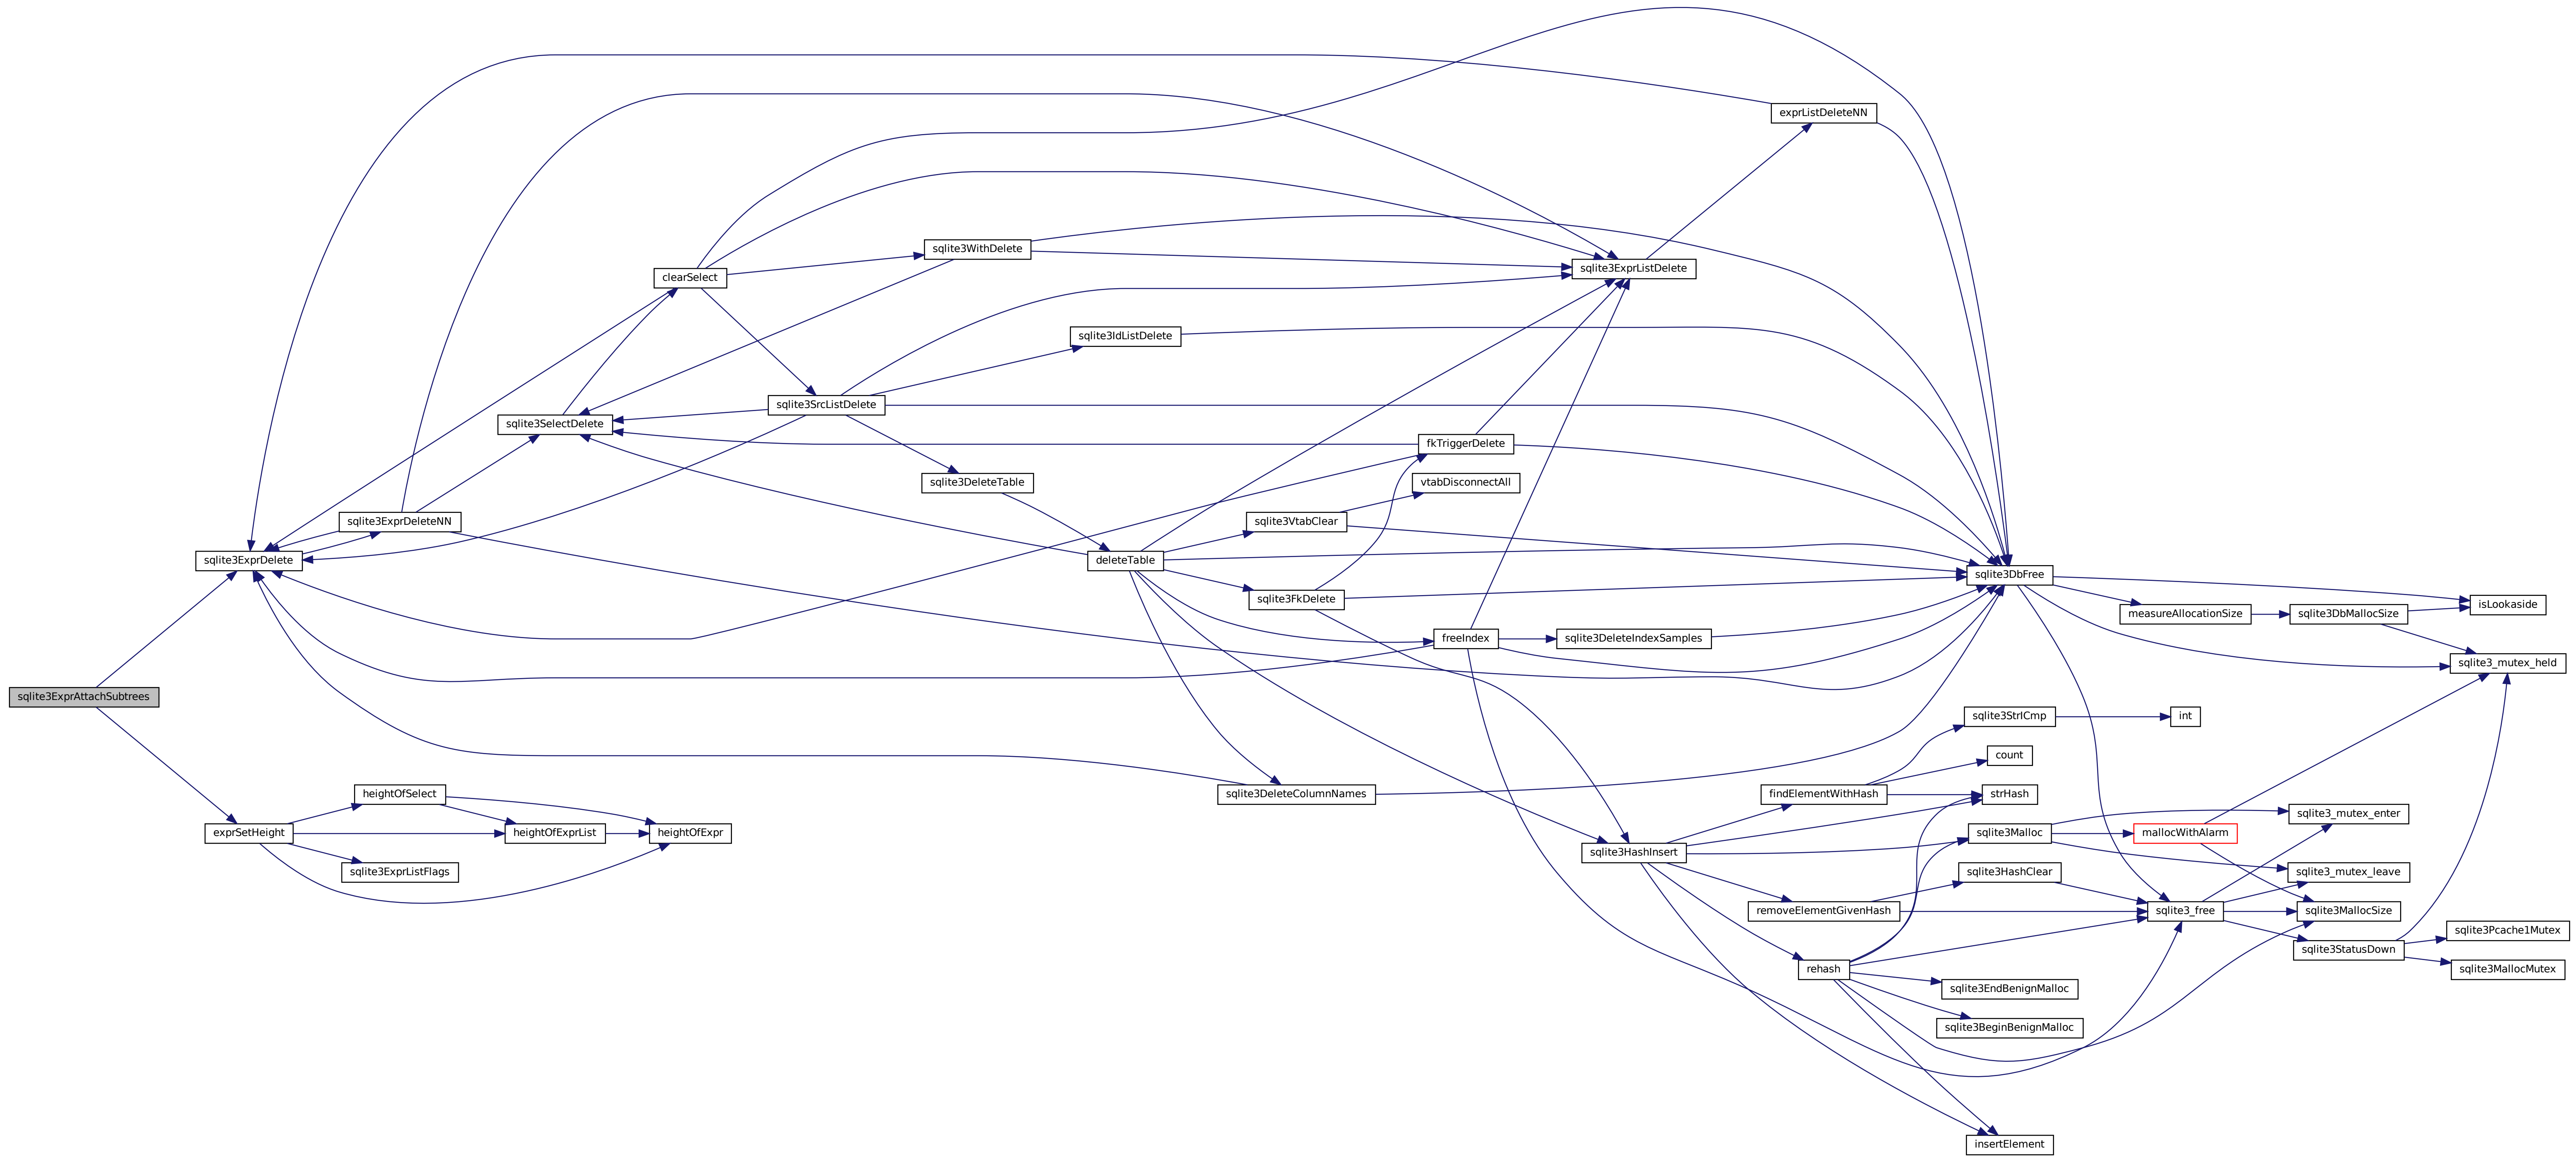 sqlite3ExprAttachSubtrees
sqlite3ExprDelete
exprSetHeight
sqlite3ExprDeleteNN
heightOfSelect
sqlite3ExprListFlags
sqlite3SelectDelete
heightOfExprList
clearSelect
heightOfExpr
sqlite3SrcListDelete
sqlite3WithDelete
sqlite3DeleteTable
sqlite3IdListDelete
deleteTable
sqlite3VtabClear
sqlite3FkDelete
sqlite3DeleteColumnNames
fkTriggerDelete
vtabDisconnectAll
freeIndex
sqlite3ExprListDelete
sqlite3DeleteIndexSamples
sqlite3HashInsert
exprListDeleteNN
findElementWithHash
removeElementGivenHash
rehash
sqlite3DbFree
sqlite3StrICmp
count
strHash
sqlite3Malloc
sqlite3HashClear
sqlite3EndBenignMalloc
sqlite3BeginBenignMalloc
insertElement
measureAllocationSize
int
mallocWithAlarm
sqlite3_free
sqlite3DbMallocSize
sqlite3_mutex_enter
sqlite3_mutex_leave
sqlite3MallocSize
sqlite3StatusDown
isLookaside
sqlite3_mutex_held
sqlite3Pcache1Mutex
sqlite3MallocMutex